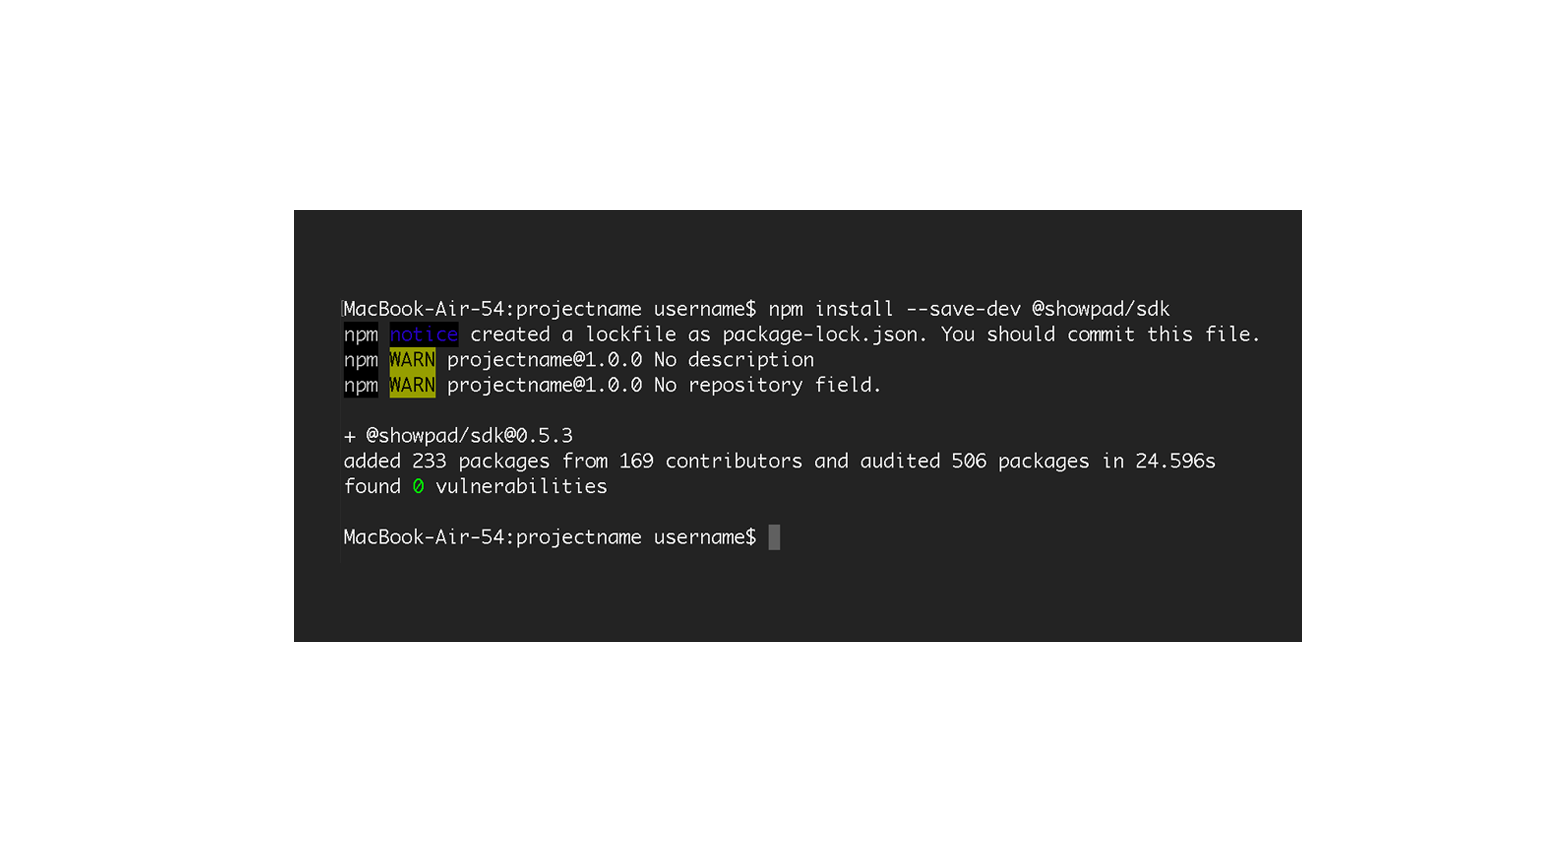 MacBook-Air-54:projectname username$ npm install --save-dev @showpad/sdk
npm notice created a lockfile as package-lock.json. You should commit this file.
npm WARN projectname@1.0.0 No description
npm WARN projectname@1.0.0 No repository field.
+ @showpad/sdk@0.5.3
added 233 packages from 169 contributors and audited 506 packages in 24.596s
found 0 vulnerabilities
MacBook-Air-54:projectname username$